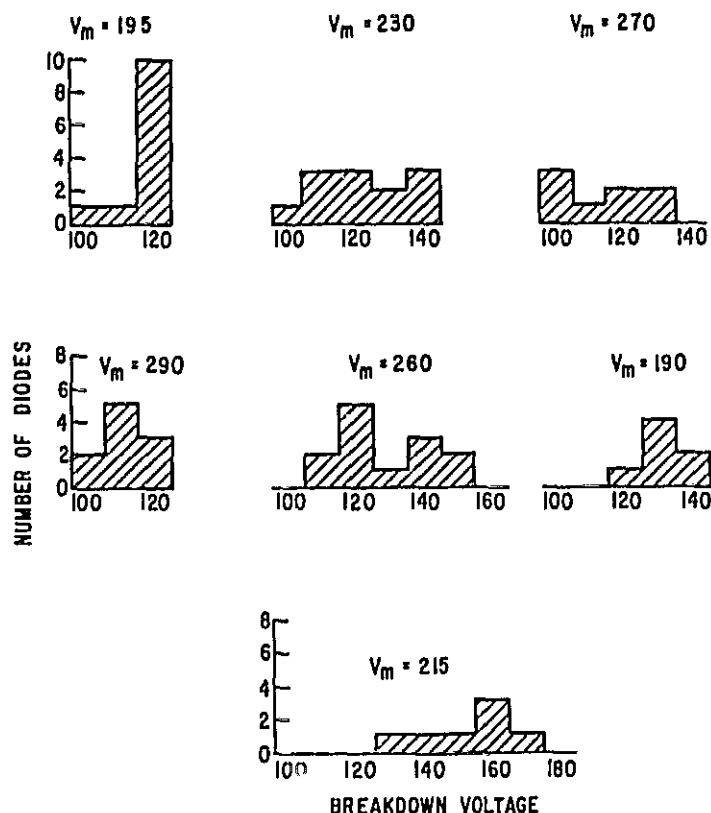 Vm = 195
Vm = 230
Vm = 270
10
8
6
4
2
0
100 120
100 120 140
100 120 140
NUMBER OF DIODES
Vm = 290
Vm = 260
Vm = 190
8
6
4
2
0
100 120
100 120 140 160
100 120 140
Vm = 215
8
6
4
2
0
100 120 140 160 180
BREAKDOWN VOLTAGE